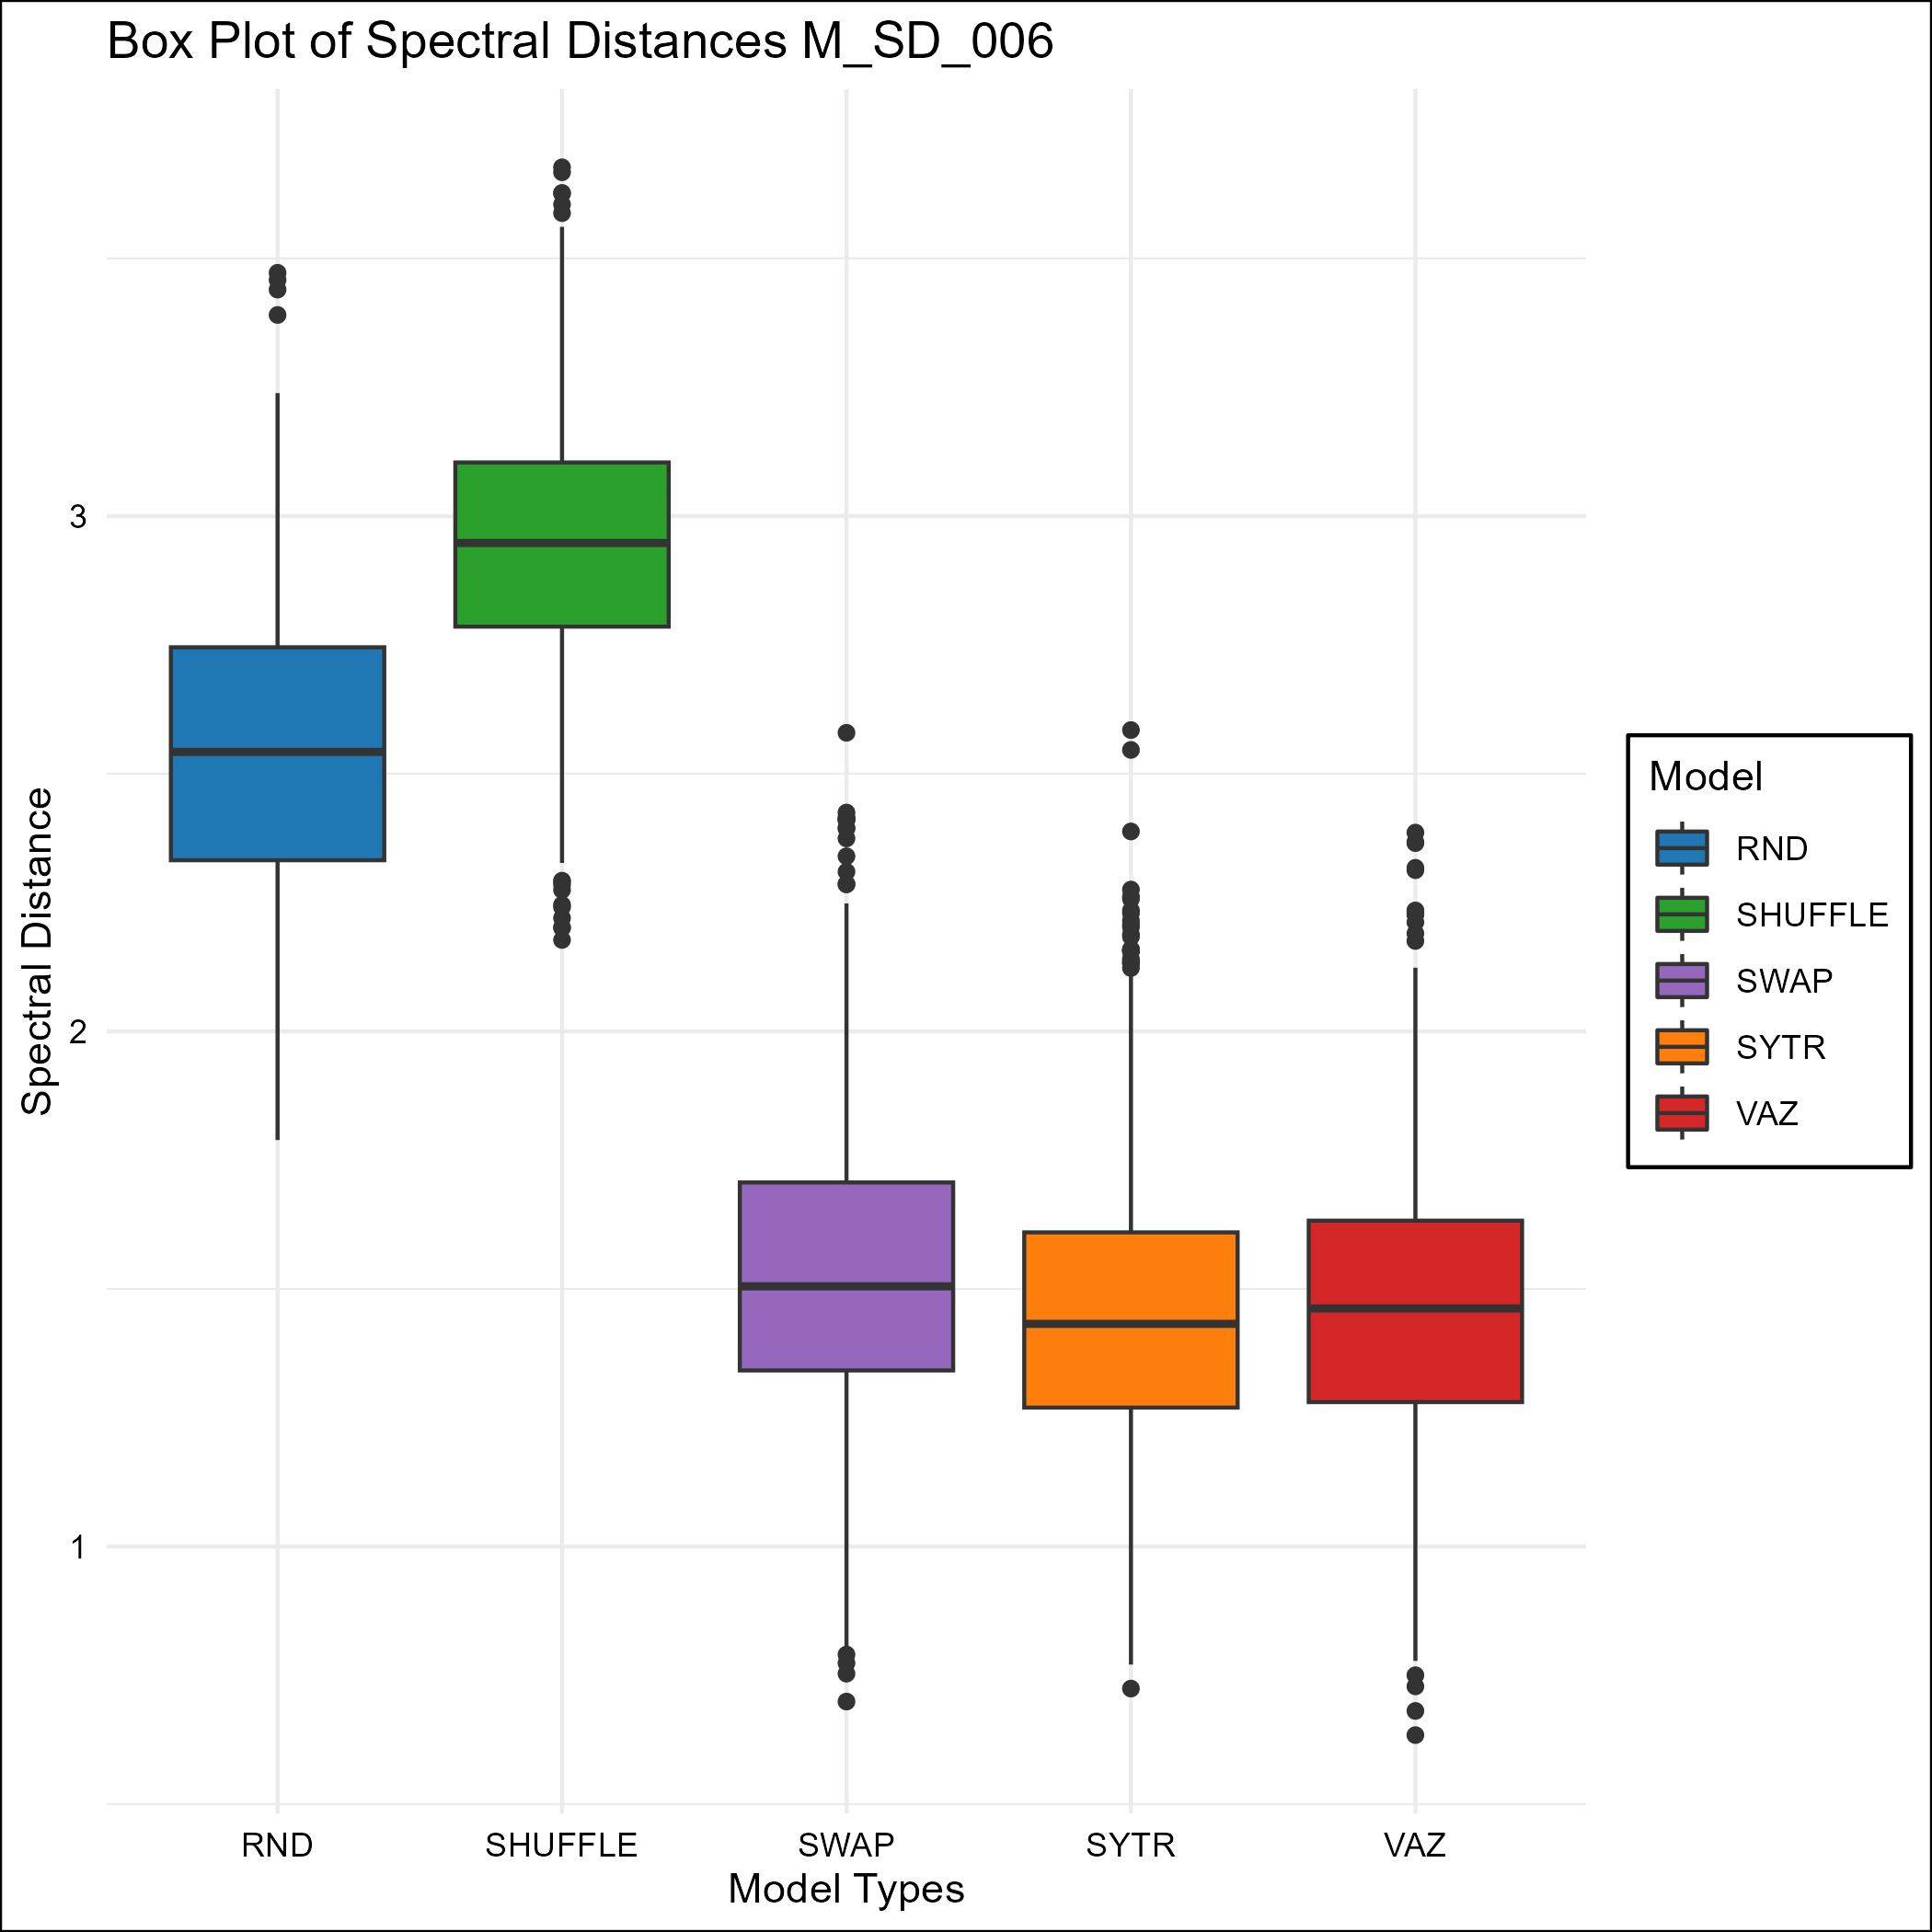 Box Plot of Spectral Distances M_SD_006
Spectral Distance
3
2
1
RND
SHUFFLE
SWAP
SYTR
VAZ
Model Types
Model
RND
SHUFFLE
SWAP
SYTR
VAZ